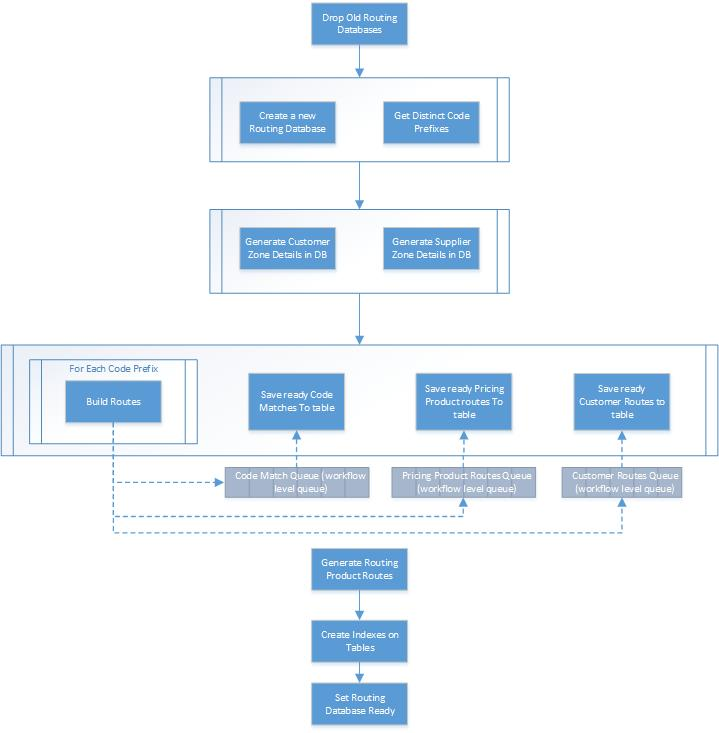 Drop Old Routing
Databases
Create a new
Routing Database
Get Distinct Code
Prefixes
Generate Customer
Zone Details in DB
Generate Supplier
Zone Details in DB
For Each Code Prefix
Build Routes
Save ready Code
Matches To table
Save ready Pricing
Product routes To
table
Save ready
Customer Routes to
table
Code Match Queue (workflow
level queue)
Pricing Product Routes Queue
(workflow level queue)
Customer Routes Queue
(workflow level queue)
Generate Routing
Product Routes
Create Indexes on
Tables
Set Routing
Database Ready